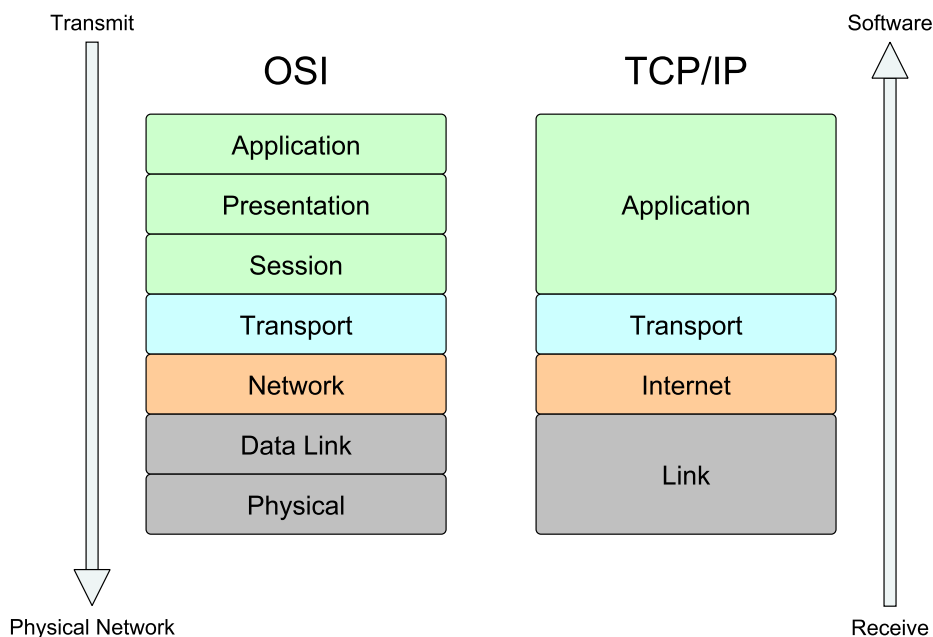 Transmit
Software
OSI
TCP/IP
Application
Presentation
Session
Transport
Network
Data Link
Physical
Application
Transport
Internet
Link
Physical Network
Receive